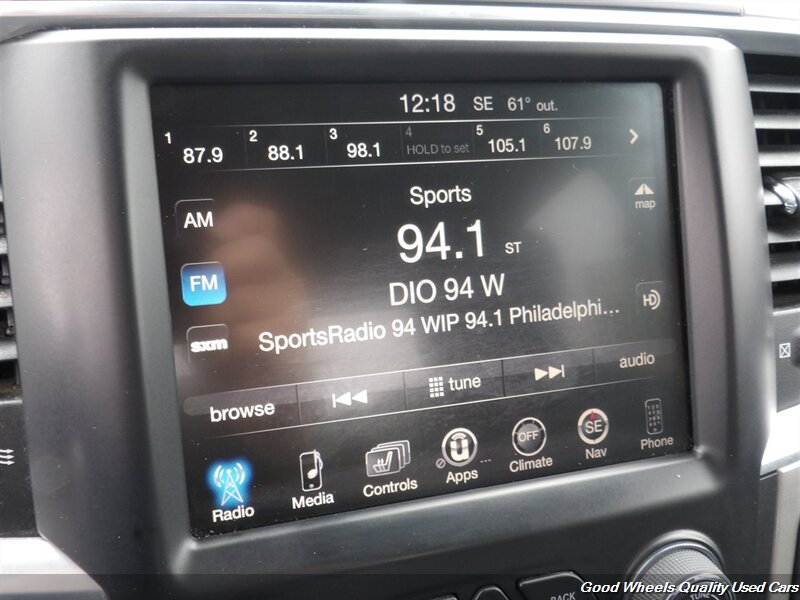 12:18 SE 61° out.
1 87.9 2 88.1 3 98.1 4 HOLD to set 5 105.1 6 107.9
Sports
map
AM
94.1 ST
FM
DIO 94 W
HD
sxm
SportsRadio 94 WIP 94.1 Philadelphi...
browse tune audio
Radio Media Controls Apps OFF Climate SE Nav Phone
BACK
TUNE
Good Wheels Quality Used Cars